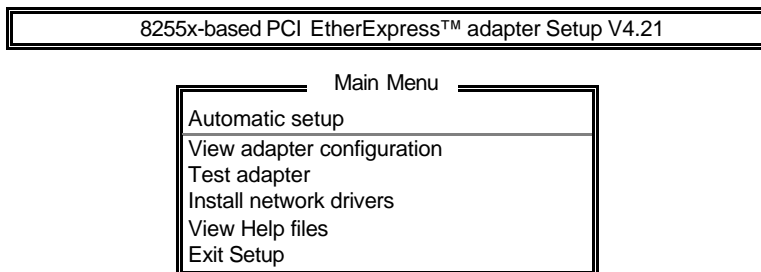 8255x-based PCI EtherExpress™ adapter Setup V4.21
Main Menu
Automatic setup
View adapter configuration
Test adapter
Install network drivers
View Help files
Exit Setup